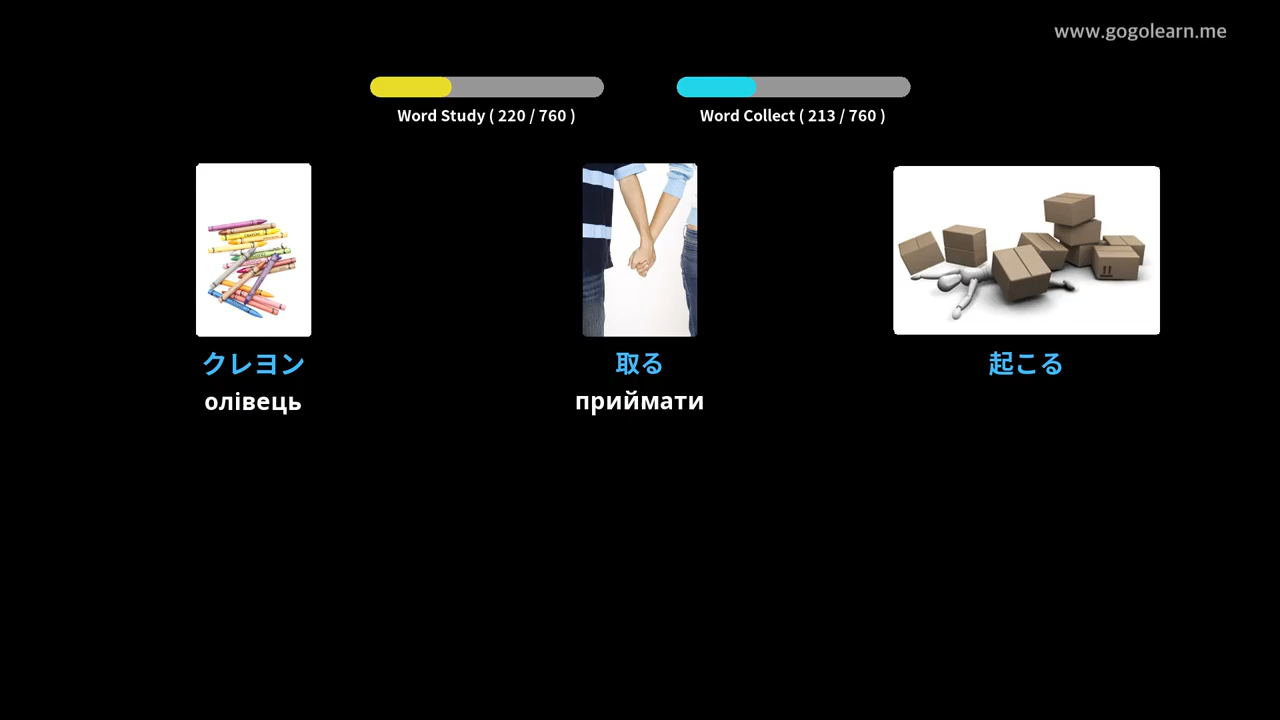 www.gogolearn.me
Word Study ( 220 / 760 )
Word Collect ( 213 / 760 )
クレヨン
олівець
取る
приймати
起こる